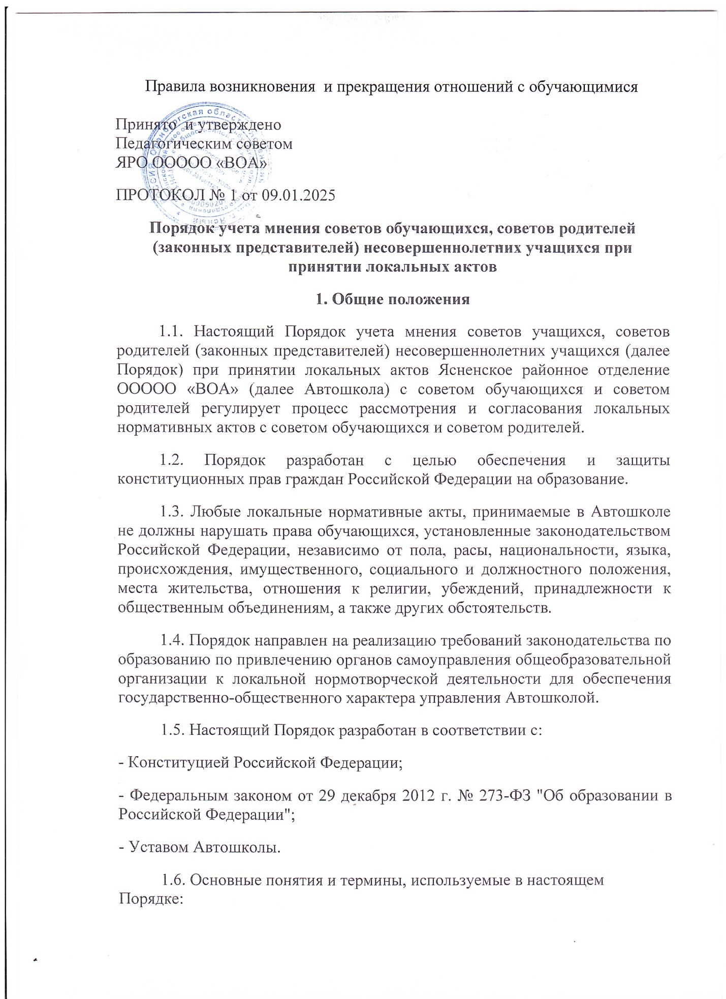 Правила возникновения  и прекращения отношений с обучающимися
Принято  и утверждено
Педагогическим советом
ЯРО ООООО «ВОА»
ПРОТОКОЛ № 1 от 09.01.2025
Порядок учета мнения советов обучающихся, советов родителей
(законных представителей) несовершеннолетних учащихся при
принятии локальных актов
1. Общие положения
1.1. Настоящий Порядок учета мнения советов учащихся, советов
родителей (законных представителей) несовершеннолетних учащихся (далее
Порядок) при принятии локальных актов Ясненское районное отделение
ООООО «ВОА» (далее Автошкола) с советом обучающихся и советом
родителей регулирует процесс рассмотрения и согласования локальных
нормативных актов с советом обучающихся и советом родителей.
1.2. Порядок разработан с целью обеспечения и защиты
конституционных прав граждан Российской Федерации на образование.
1.3. Любые локальные нормативные акты, принимаемые в Автошколе
не должны нарушать права обучающихся, установленные законодательством
Российской Федерации, независимо от пола, расы, национальности, языка,
происхождения, имущественного, социального и должностного положения,
места жительства, отношения к религии, убеждений, принадлежности к
общественным объединениям, а также других обстоятельств.
1.4. Порядок направлен на реализацию требований законодательства по
образованию по привлечению органов самоуправления общеобразовательной
организации к локальной нормотворческой деятельности для обеспечения
государственно-общественного характера управления Автошколой.
1.5. Настоящий Порядок разработан в соответствии с:
- Конституцией Российской Федерации;
- Федеральным законом от 29 декабря 2012 г. № 273-ФЗ "Об образовании в
Российской Федерации";
- Уставом Автошколы.
1.6. Основные понятия и термины, используемые в настоящем
Порядке: